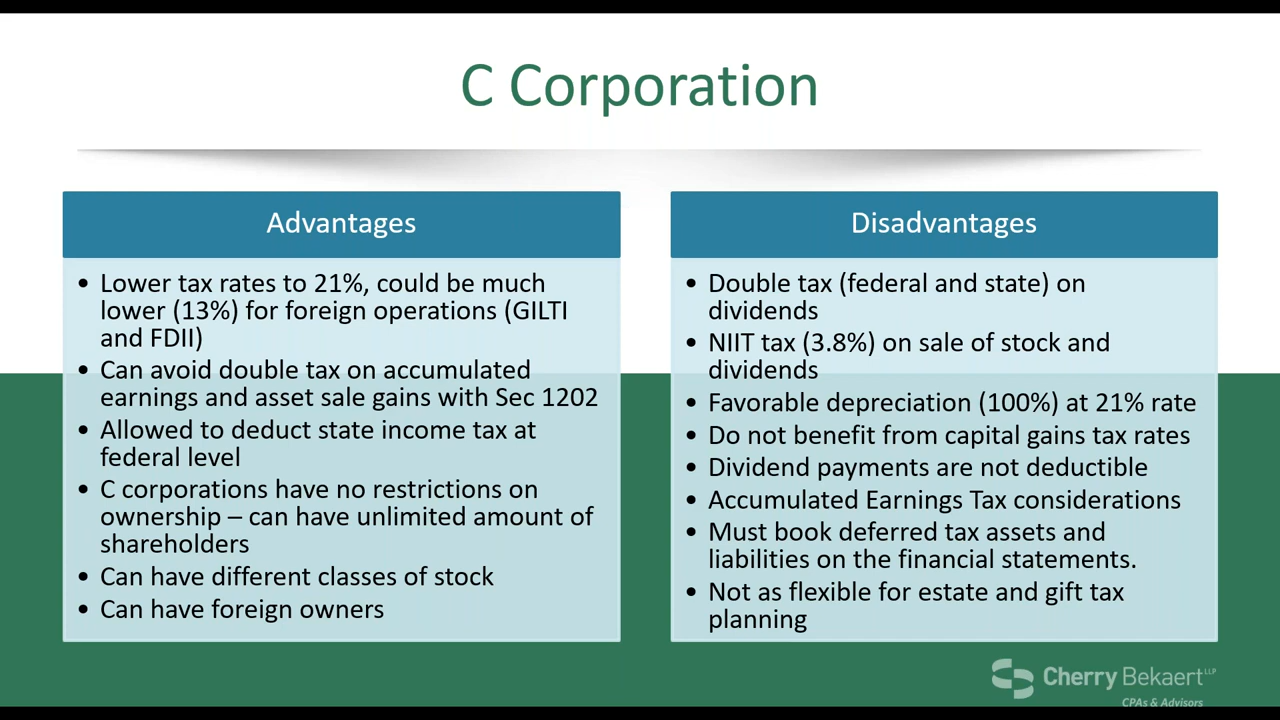 C Corporation
Advantages
• Lower tax rates to 21%, could be much
lower (13%) for foreign operations (GILTI
and FDII)
• Can avoid double tax on accumulated
earnings and asset sale gains with Sec 1202
• Allowed to deduct state income tax at
federal level
• C corporations have no restrictions on
ownership – can have unlimited amount of
shareholders
• Can have different classes of stock
• Can have foreign owners
Disadvantages
• Double tax (federal and state) on
dividends
• NIIT tax (3.8%) on sale of stock and
dividends
• Favorable depreciation (100%) at 21% rate
• Do not benefit from capital gains tax rates
• Dividend payments are not deductible
• Accumulated Earnings Tax considerations
• Must book deferred tax assets and
liabilities on the financial statements.
• Not as flexible for estate and gift tax
planning
Cherry Bekaert LLP
CPAs & Advisors